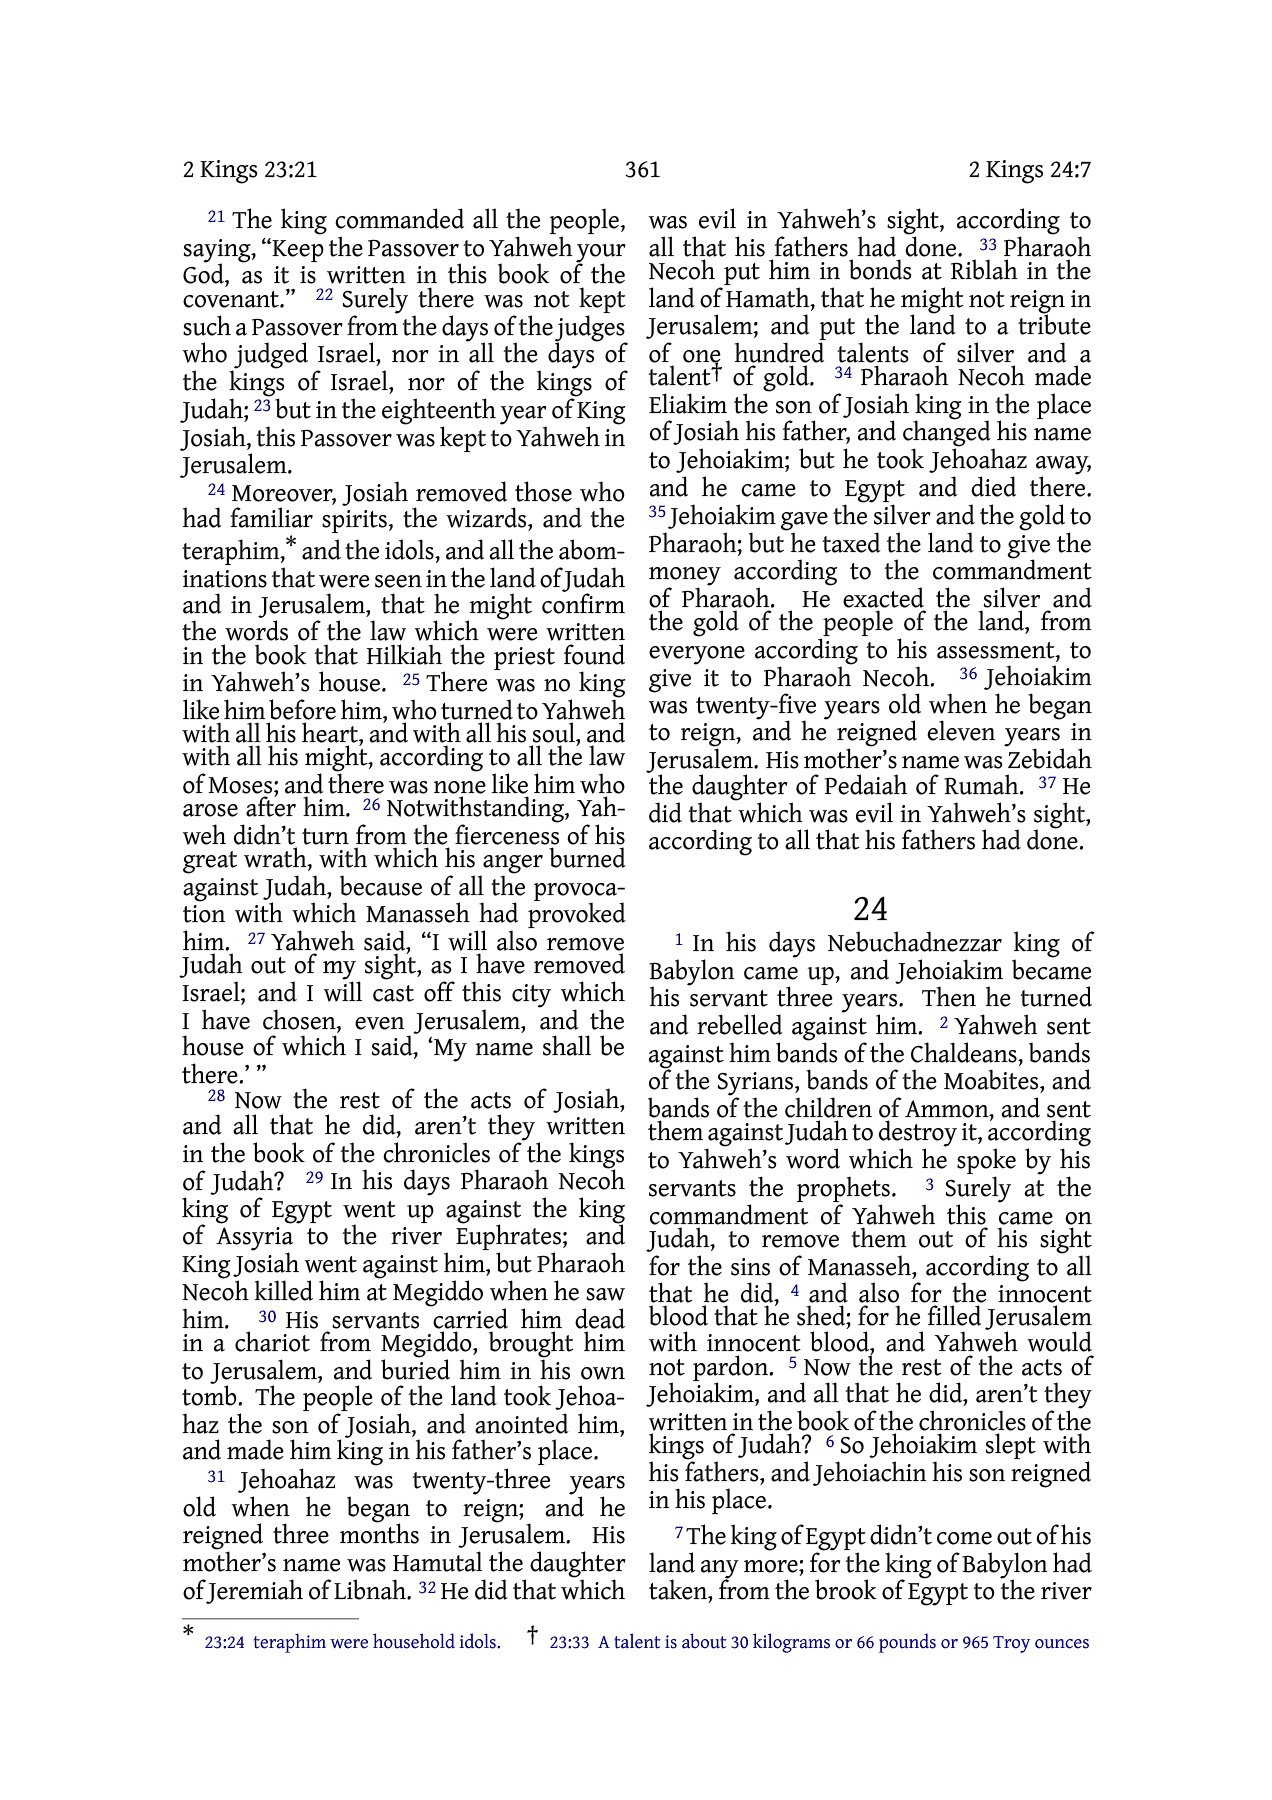 2 Kings 23:21 361 2 Kings 24:7
21 The king commanded all the people,
saying, “Keep the Passover to Yahweh your
God, as it is written in this book of the
covenant.” 22 Surely there was not kept
such a Passover from the days of the judges
who judged Israel, nor in all the days of
the kings of Israel, nor of the kings of
Judah; 23 but in the eighteenth year of King
Josiah, this Passover was kept to Yahweh in
Jerusalem.
24 Moreover, Josiah removed those who
had familiar spirits, the wizards, and the
teraphim,* and the idols, and all the abom-
inations that were seen in the land of Judah
and in Jerusalem, that he might confirm
the words of the law which were written
in the book that Hilkiah the priest found
in Yahweh’s house. 25 There was no king
like him before him, who turned to Yahweh
with all his heart, and with all his soul, and
with all his might, according to all the law
of Moses; and there was none like him who
arose after him. 26 Notwithstanding, Yah-
weh didn’t turn from the fierceness of his
great wrath, with which his anger burned
against Judah, because of all the provoca-
tion with which Manasseh had provoked
him. 27 Yahweh said, “I will also remove
Judah out of my sight, as I have removed
Israel; and I will cast off this city which
I have chosen, even Jerusalem, and the
house of which I said, ‘My name shall be
there.’ ”
28 Now the rest of the acts of Josiah,
and all that he did, aren’t they written
in the book of the chronicles of the kings
of Judah? 29 In his days Pharaoh Necoh
king of Egypt went up against the king
of Assyria to the river Euphrates; and
King Josiah went against him, but Pharaoh
Necoh killed him at Megiddo when he saw
him. 30 His servants carried him dead
in a chariot from Megiddo, brought him
to Jerusalem, and buried him in his own
tomb. The people of the land took Jehoa-
haz the son of Josiah, and anointed him,
and made him king in his father’s place.
31 Jehoahaz was twenty-three years
old when he began to reign; and he
reigned three months in Jerusalem. His
mother’s name was Hamutal the daughter
of Jeremiah of Libnah. 32 He did that which
was evil in Yahweh’s sight, according to
all that his fathers had done. 33 Pharaoh
Necoh put him in bonds at Riblah in the
land of Hamath, that he might not reign in
Jerusalem; and put the land to a tribute
of one hundred talents of silver and a
talent† of gold. 34 Pharaoh Necoh made
Eliakim the son of Josiah king in the place
of Josiah his father, and changed his name
to Jehoiakim; but he took Jehoahaz away,
and he came to Egypt and died there.
35 Jehoiakim gave the silver and the gold to
Pharaoh; but he taxed the land to give the
money according to the commandment
of Pharaoh. He exacted the silver and
the gold of the people of the land, from
everyone according to his assessment, to
give it to Pharaoh Necoh. 36 Jehoiakim
was twenty-five years old when he began
to reign, and he reigned eleven years in
Jerusalem. His mother’s name was Zebidah
the daughter of Pedaiah of Rumah. 37 He
did that which was evil in Yahweh’s sight,
according to all that his fathers had done.
24
1 In his days Nebuchadnezzar king of
Babylon came up, and Jehoiakim became
his servant three years. Then he turned
and rebelled against him. 2 Yahweh sent
against him bands of the Chaldeans, bands
of the Syrians, bands of the Moabites, and
bands of the children of Ammon, and sent
them against Judah to destroy it, according
to Yahweh’s word which he spoke by his
servants the prophets. 3 Surely at the
commandment of Yahweh this came on
Judah, to remove them out of his sight
for the sins of Manasseh, according to all
that he did, 4 and also for the innocent
blood that he shed; for he filled Jerusalem
with innocent blood, and Yahweh would
not pardon. 5 Now the rest of the acts of
Jehoiakim, and all that he did, aren’t they
written in the book of the chronicles of the
kings of Judah? 6 So Jehoiakim slept with
his fathers, and Jehoiachin his son reigned
in his place.
7 The king of Egypt didn’t come out of his
land any more; for the king of Babylon had
taken, from the brook of Egypt to the river
* 23:24 teraphim were household idols. † 23:33 A talent is about 30 kilograms or 66 pounds or 965 Troy ounces